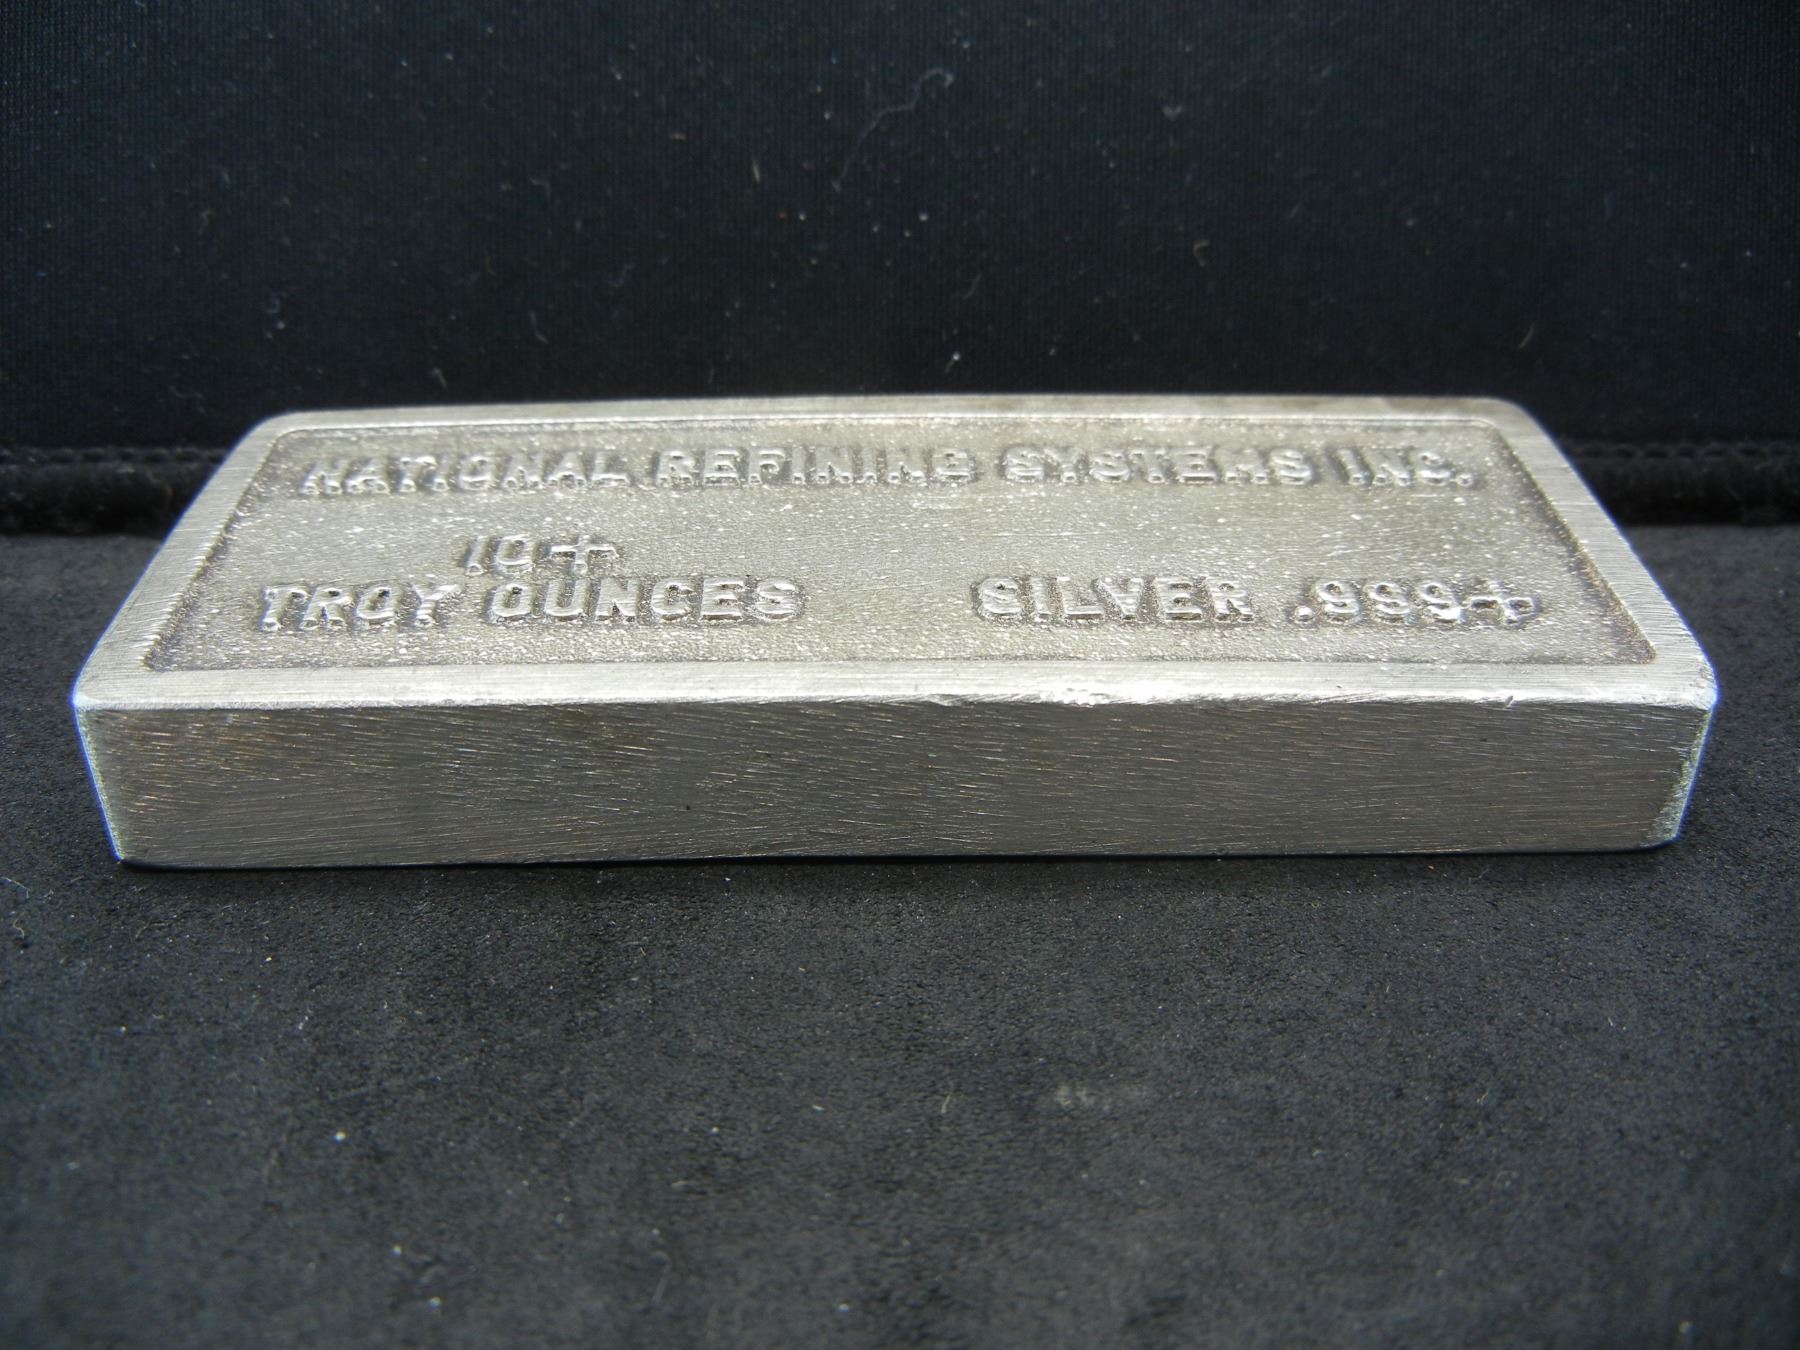 NATIONAL REFINING SYSTEMS INC.
10+
TROY OUNCES SILVER .999+